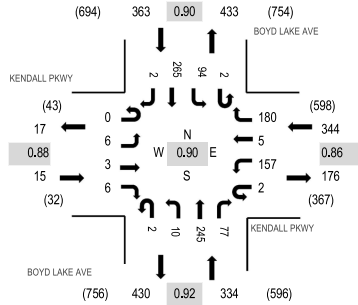 (694) 363 0.90 433 (754)
BOYD LAKE AVE
2 265 94 2
KENDALL PKWY
(43) 0 180 (598)
17 6 N 5 344
0.88 W 0.90 E 0.86
15 3 S 157 176
(32) 6 2 (367)
2 10 245 77
KENDALL PKWY
BOYD LAKE AVE
(756) 430 0.92 334 (596)